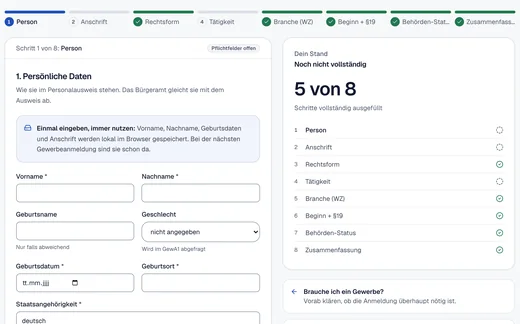 1 Person
2 Anschrift
Rechtsform
4 Tätigkeit
Branche (WZ)
Beginn + §19
Behörden-Stat…
Zusammenfass…
Schritt 1 von 8: Person
Pflichtfelder offen
1. Persönliche Daten
Wie sie im Personalausweis stehen. Das Bürgeramt gleicht sie mit dem
Ausweis ab.
Einmal eingeben, immer nutzen: Vorname, Nachname, Geburtsdaten
und Anschrift werden lokal im Browser gespeichert. Bei der nächsten
Gewerbeanmeldung sind sie schon da.
Vorname *
Nachname *
Geburtsname
Geschlecht
nicht angegeben
Nur falls abweichend
Wird im GewA1 abgefragt
Geburtsdatum *
Geburtsort *
tt.mm.jjjj
Staatsangehörigkeit *
deutsch
Dein Stand
Noch nicht vollständig
5 von 8
Schritte vollständig ausgefüllt
1 Person
2 Anschrift
3 Rechtsform
4 Tätigkeit
5 Branche (WZ)
6 Beginn + §19
7 Behörden-Status
8 Zusammenfassung
Brauche ich ein Gewerbe?
Vorab klären, ob die Anmeldung überhaupt nötig ist.